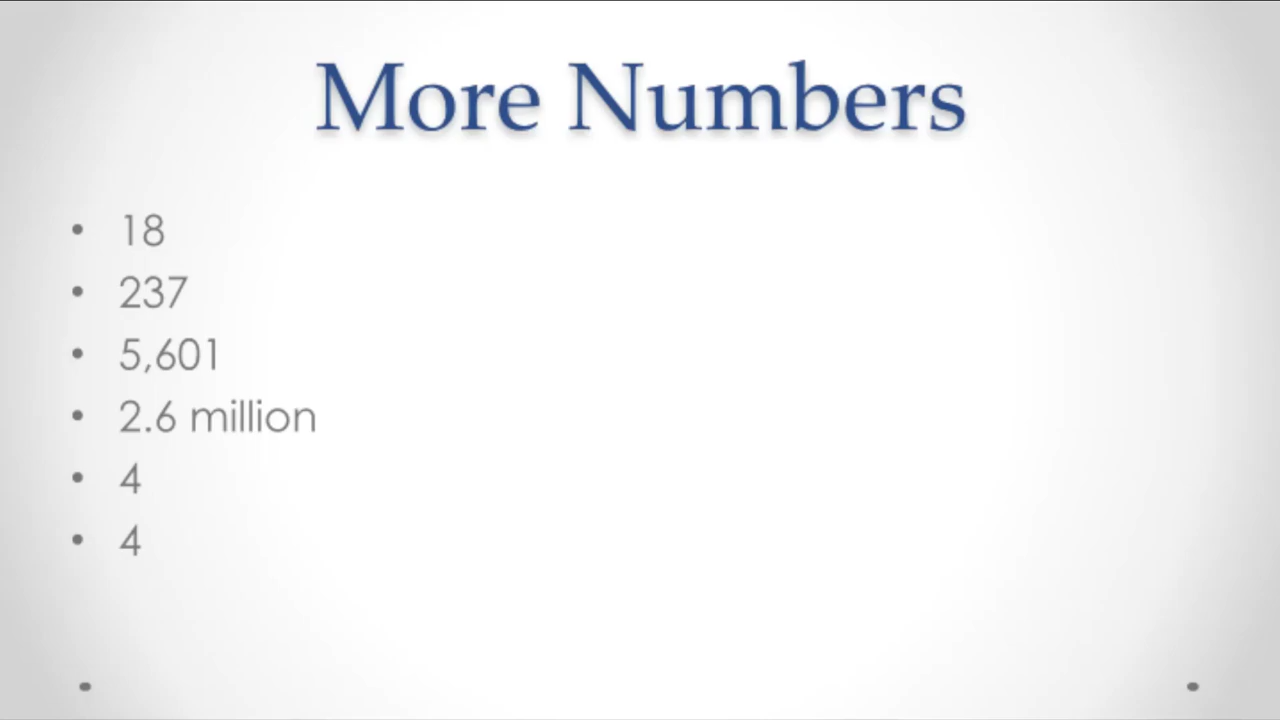 More Numbers
• 18
• 237
• 5,601
• 2.6 million
• 4
• 4